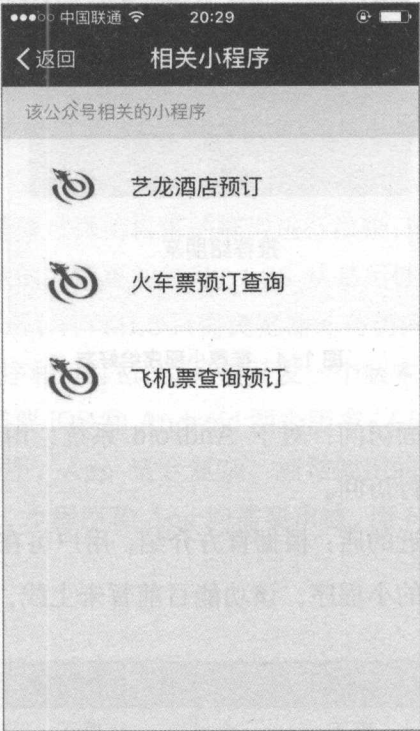 中国联通 20:29
返回 相关小程序
该公众号相关的小程序
艺龙酒店预订
火车票预订查询
飞机票查询预订